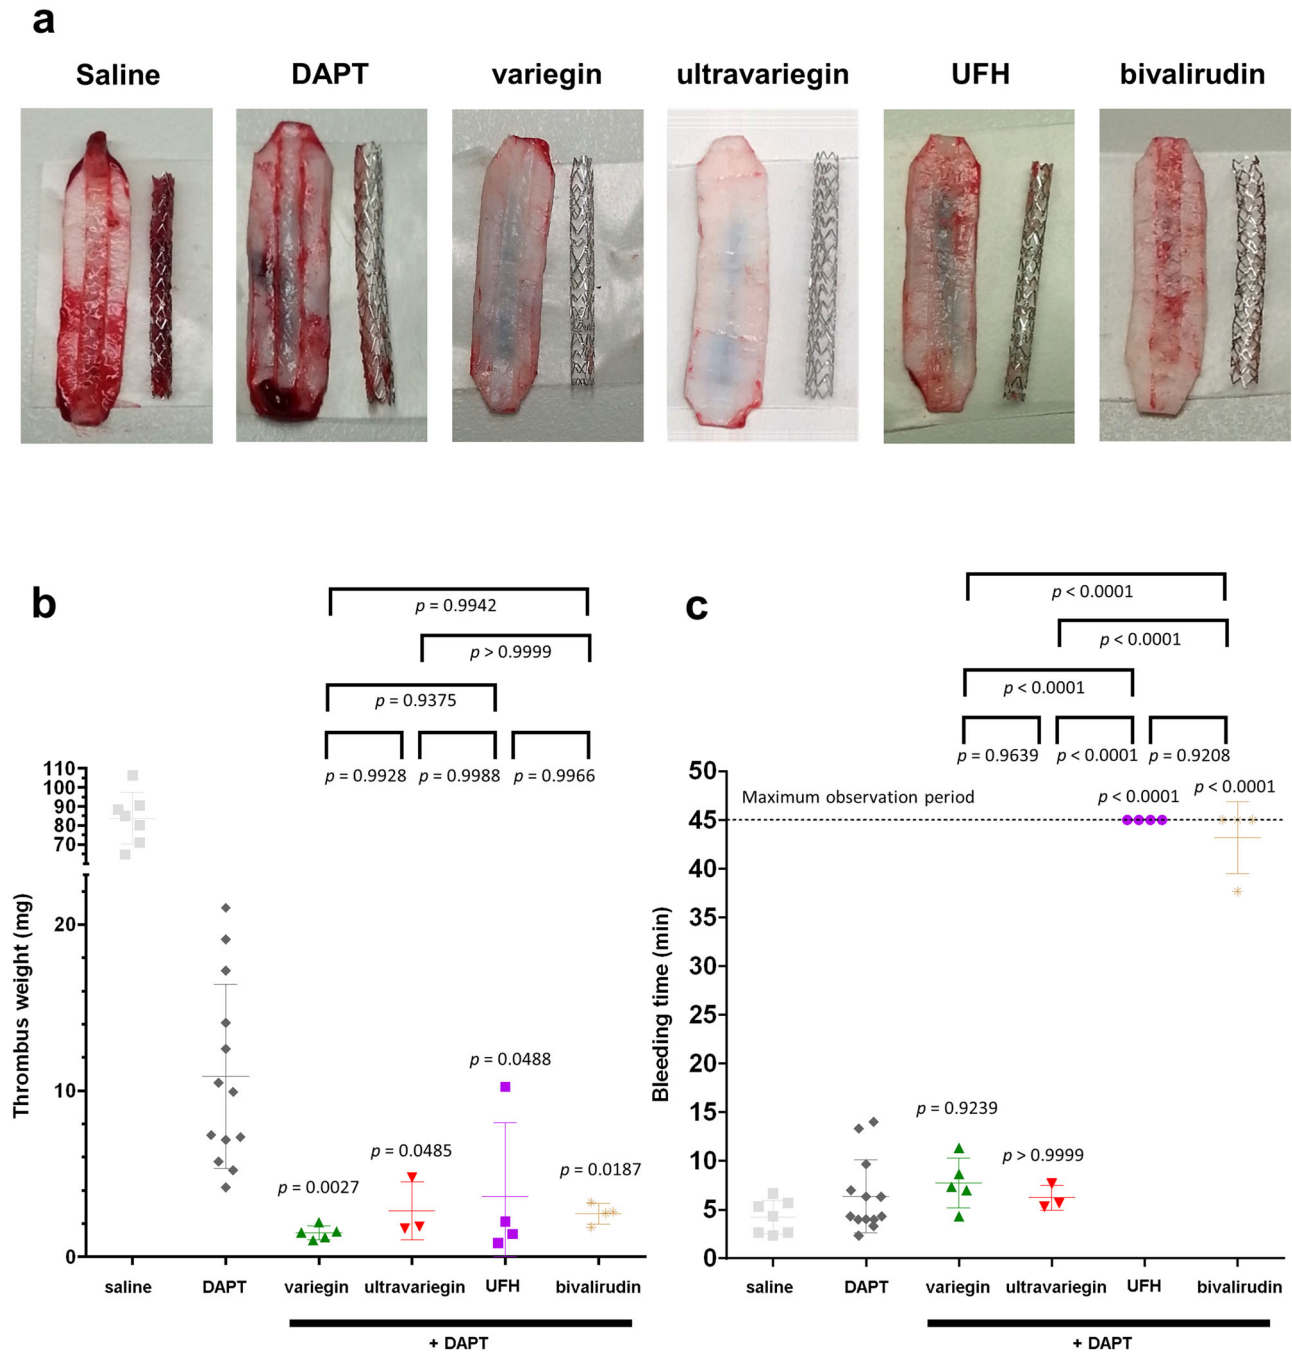 a
Saline
DAPT
variegin
ultravariegin
UFH
bivalirudin
b
p = 0.9942
p > 0.9999
p = 0.9375
p = 0.9928
p = 0.9988
p = 0.9966
110
100
90
80
70
20
10
0
Thrombus weight (mg)
p = 0.0027
p = 0.0485
p = 0.0488
p = 0.0187
saline
DAPT
variegin
ultravariegin
UFH
bivalirudin
+ DAPT
c
p < 0.0001
p < 0.0001
p < 0.0001
p = 0.9639
p < 0.0001
p = 0.9208
50
45
40
35
30
25
20
15
10
5
0
Bleeding time (min)
Maximum observation period
p < 0.0001
p < 0.0001
p = 0.9239
p > 0.9999
saline
DAPT
variegin
ultravariegin
UFH
bivalirudin
+ DAPT